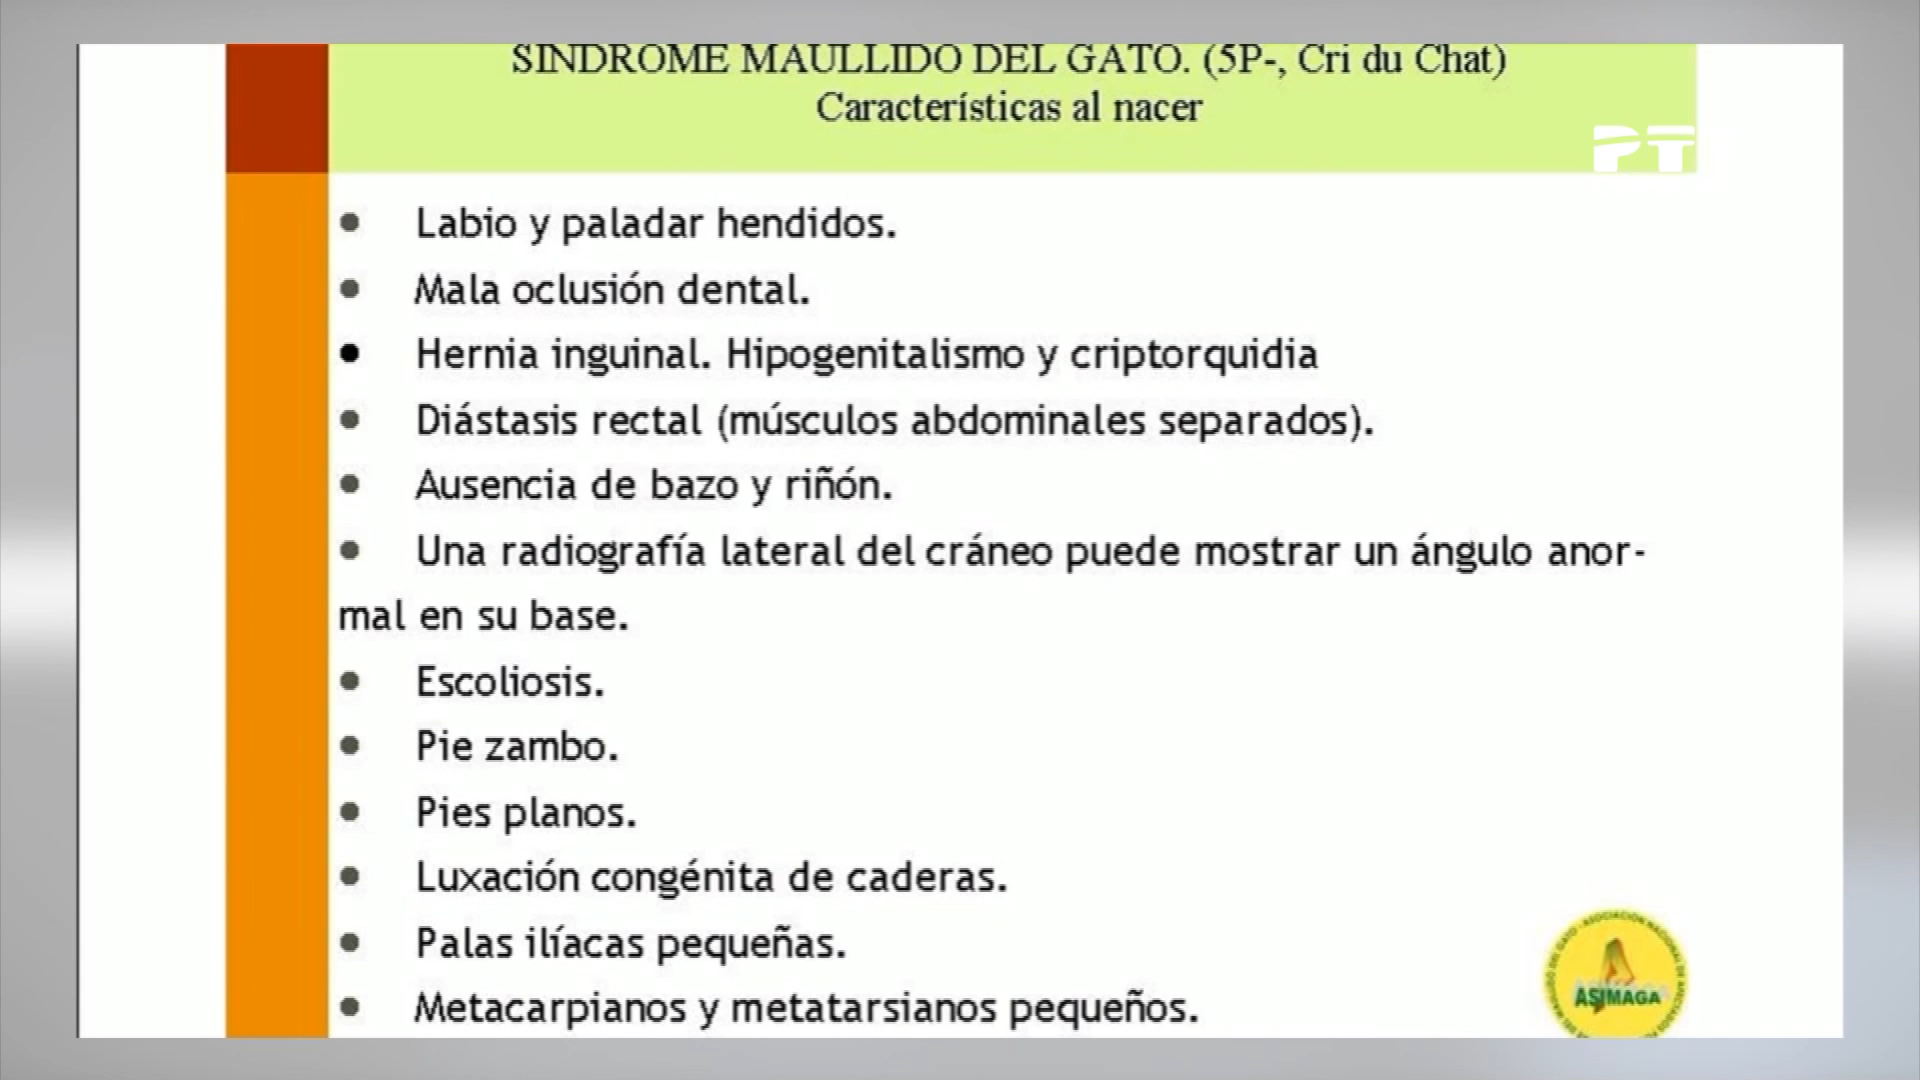 SINDROME MAULLIDO DEL GATO. (5P-, Cri du Chat)
Características al nacer
PT
• Labio y paladar hendidos.
• Mala oclusión dental.
• Hernia inguinal. Hipogenitalismo y criptorquidia
• Diástasis rectal (músculos abdominales separados).
• Ausencia de bazo y riñón.
• Una radiografía lateral del cráneo puede mostrar un ángulo anor-
mal en su base.
• Escoliosis.
• Pie zambo.
• Pies planos.
• Luxación congénita de caderas.
• Palas ilíacas pequeñas.
• Metacarpianos y metatarsianos pequeños.
ASIMAGA